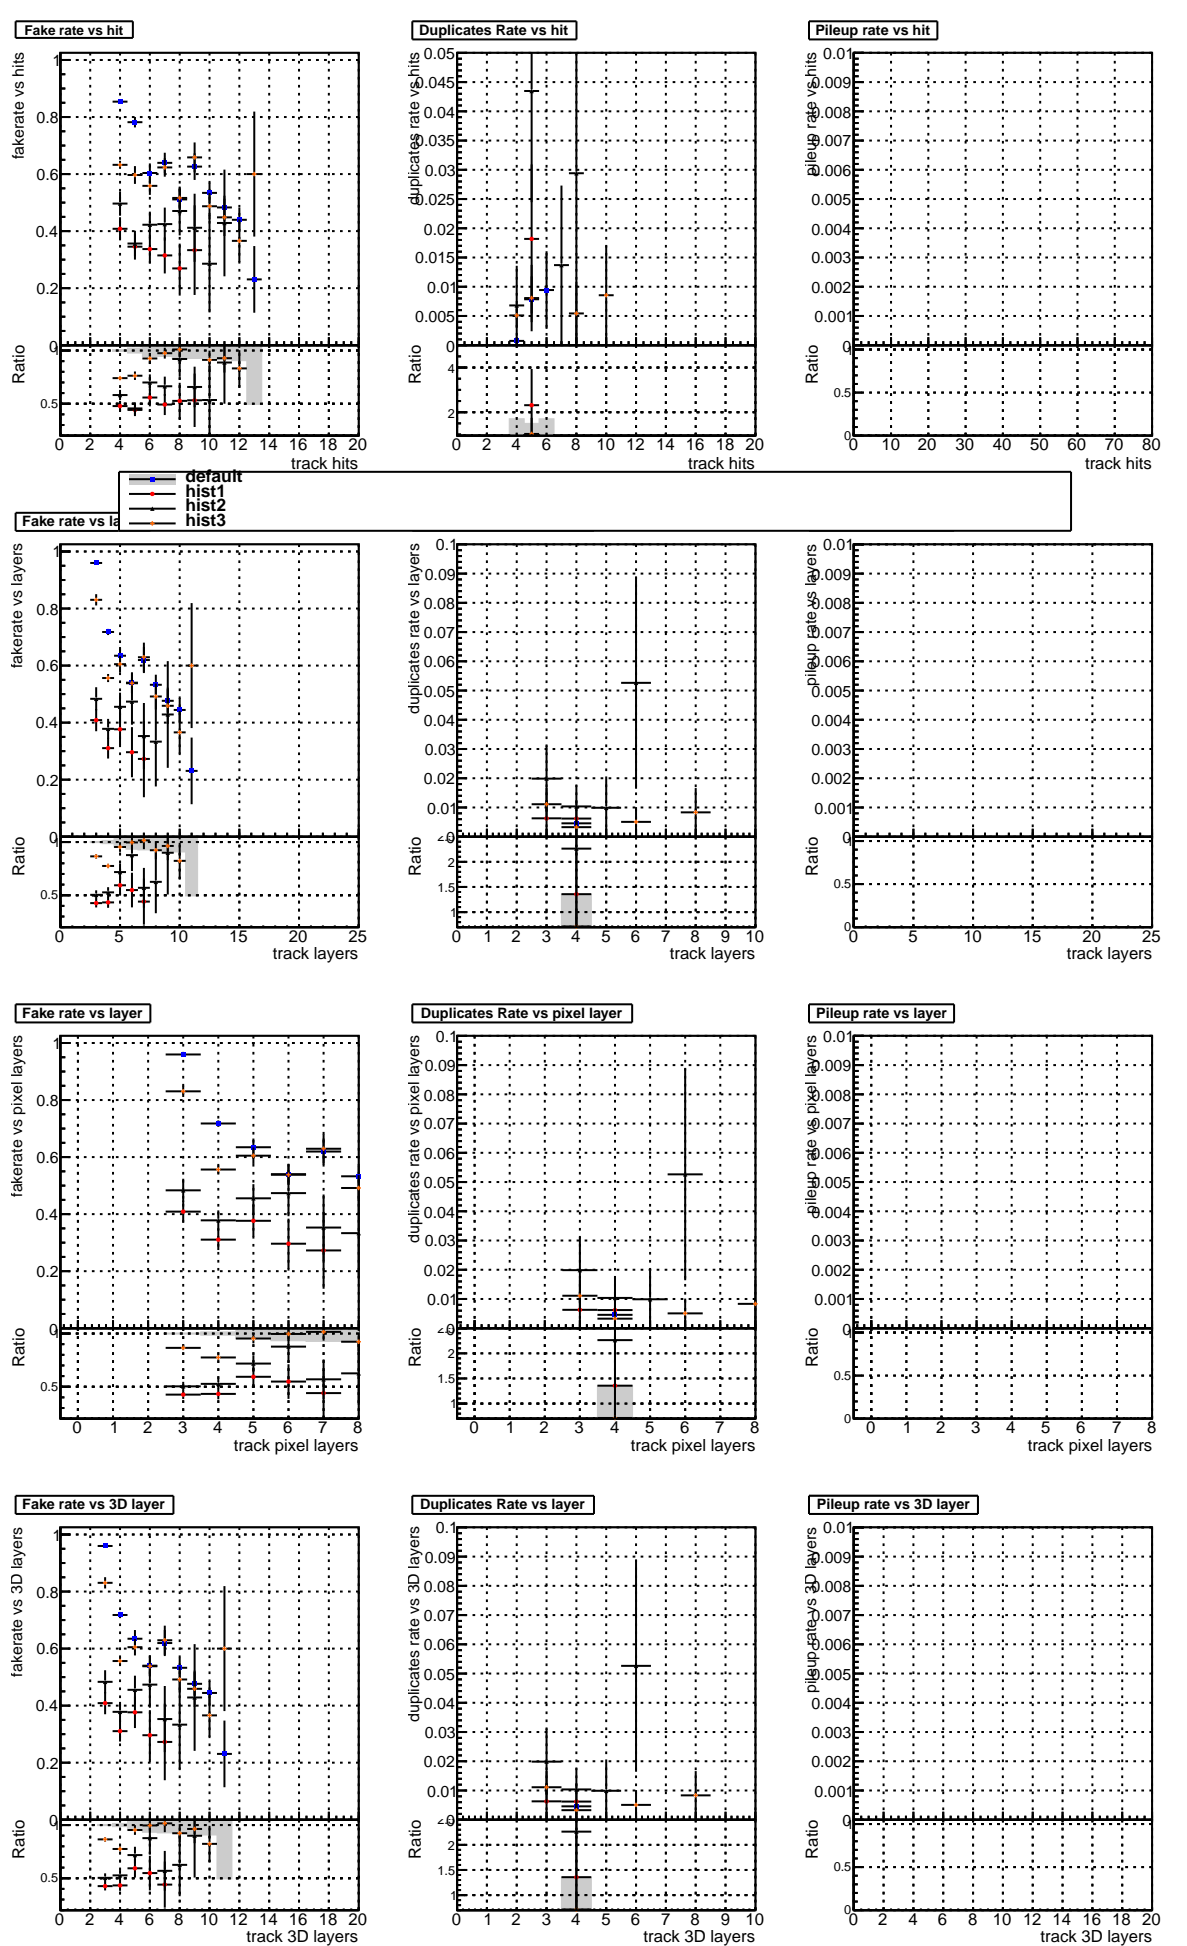 Fake rate vs hit
Duplicates Rate vs hit
Pileup rate vs hit
fakerate vs hits
1
0.8
0.6
0.4
0.2
0
Ratio
0.5
0 2 4 6 8 10 12 14 16 18 20
track hits
duplicates rate vs hits
0.05
0.045
0.04
0.035
0.03
0.025
0.02
0.015
0.01
0.005
Ratio
4
2
0 2 4 6 8 10 12 14 16 18 20
track hits
pileup rate vs hits
0.01
0.009
0.008
0.007
0.006
0.005
0.004
0.003
0.002
0.001
0
Ratio
1
0.5
0
0 10 20 30 40 50 60 70 80
track hits
default
hist1
hist2
hist3
Fake rate vs la
fakerate vs layers
1
0.8
0.6
0.4
0.2
0
Ratio
0.5
0 5 10 15 20 25
track layers
duplicates rate vs layers
0.1
0.09
0.08
0.07
0.06
0.05
0.04
0.03
0.02
0.01
Ratio
2
1.5
1
0 1 2 3 4 5 6 7 8 9 10
track layers
pileup rate vs layers
0.01
0.009
0.008
0.007
0.006
0.005
0.004
0.003
0.002
0.001
0
Ratio
1
0.5
0
0 5 10 15 20 25
track layers
Fake rate vs layer
Duplicates Rate vs pixel layer
Pileup rate vs layer
fakerate vs pixel layers
1
0.8
0.6
0.4
0.2
0
Ratio
0.5
0 1 2 3 4 5 6 7 8
track pixel layers
duplicates rate vs pixel layers
0.1
0.09
0.08
0.07
0.06
0.05
0.04
0.03
0.02
0.01
Ratio
2
1.5
1
0 1 2 3 4 5 6 7 8
track pixel layers
pileup rate vs pixel layers
0.01
0.009
0.008
0.007
0.006
0.005
0.004
0.003
0.002
0.001
0
Ratio
1
0.5
0
0 1 2 3 4 5 6 7 8
track pixel layers
Fake rate vs 3D layer
Duplicates Rate vs layer
Pileup rate vs 3D layer
fakerate vs 3D layers
1
0.8
0.6
0.4
0.2
0
Ratio
0.5
0 2 4 6 8 10 12 14 16 18 20
track 3D layers
duplicates rate vs 3D layers
0.1
0.09
0.08
0.07
0.06
0.05
0.04
0.03
0.02
0.01
Ratio
2
1.5
1
0 1 2 3 4 5 6 7 8 9 10
track 3D layers
pileup rate vs 3D layers
0.01
0.009
0.008
0.007
0.006
0.005
0.004
0.003
0.002
0.001
0
Ratio
0.5
0
0 2 4 6 8 10 12 14 16 18 20
track 3D layers